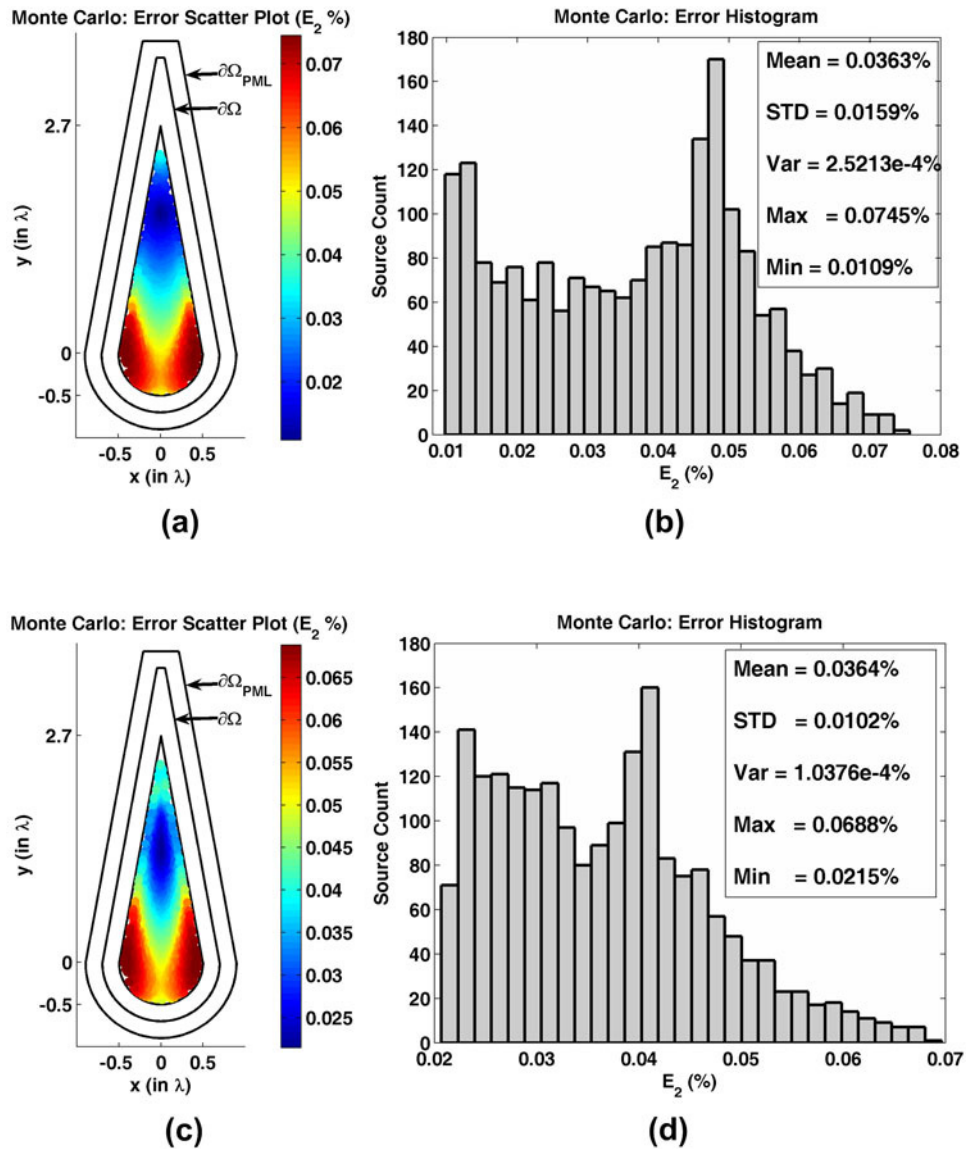 Monte Carlo: Error Scatter Plot (E₂ %)
∂Ω_PML
∂Ω
2.7
0
-0.5
y (in λ)
-0.5 0 0.5
x (in λ)
0.07
0.06
0.05
0.04
0.03
0.02
(a)
Monte Carlo: Error Histogram
180
160
140
120
100
80
60
40
20
0
Source Count
Mean = 0.0363%
STD = 0.0159%
Var = 2.5213e-4%
Max = 0.0745%
Min = 0.0109%
0.01 0.02 0.03 0.04 0.05 0.06 0.07 0.08
E₂ (%)
(b)
Monte Carlo: Error Scatter Plot (E₂ %)
∂Ω_PML
∂Ω
2.7
0
-0.5
y (in λ)
-0.5 0 0.5
x (in λ)
0.065
0.06
0.055
0.05
0.045
0.04
0.035
0.03
0.025
(c)
Monte Carlo: Error Histogram
180
160
140
120
100
80
60
40
20
0
Source Count
Mean = 0.0364%
STD = 0.0102%
Var = 1.0376e-4%
Max = 0.0688%
Min = 0.0215%
0.02 0.03 0.04 0.05 0.06 0.07
E₂ (%)
(d)